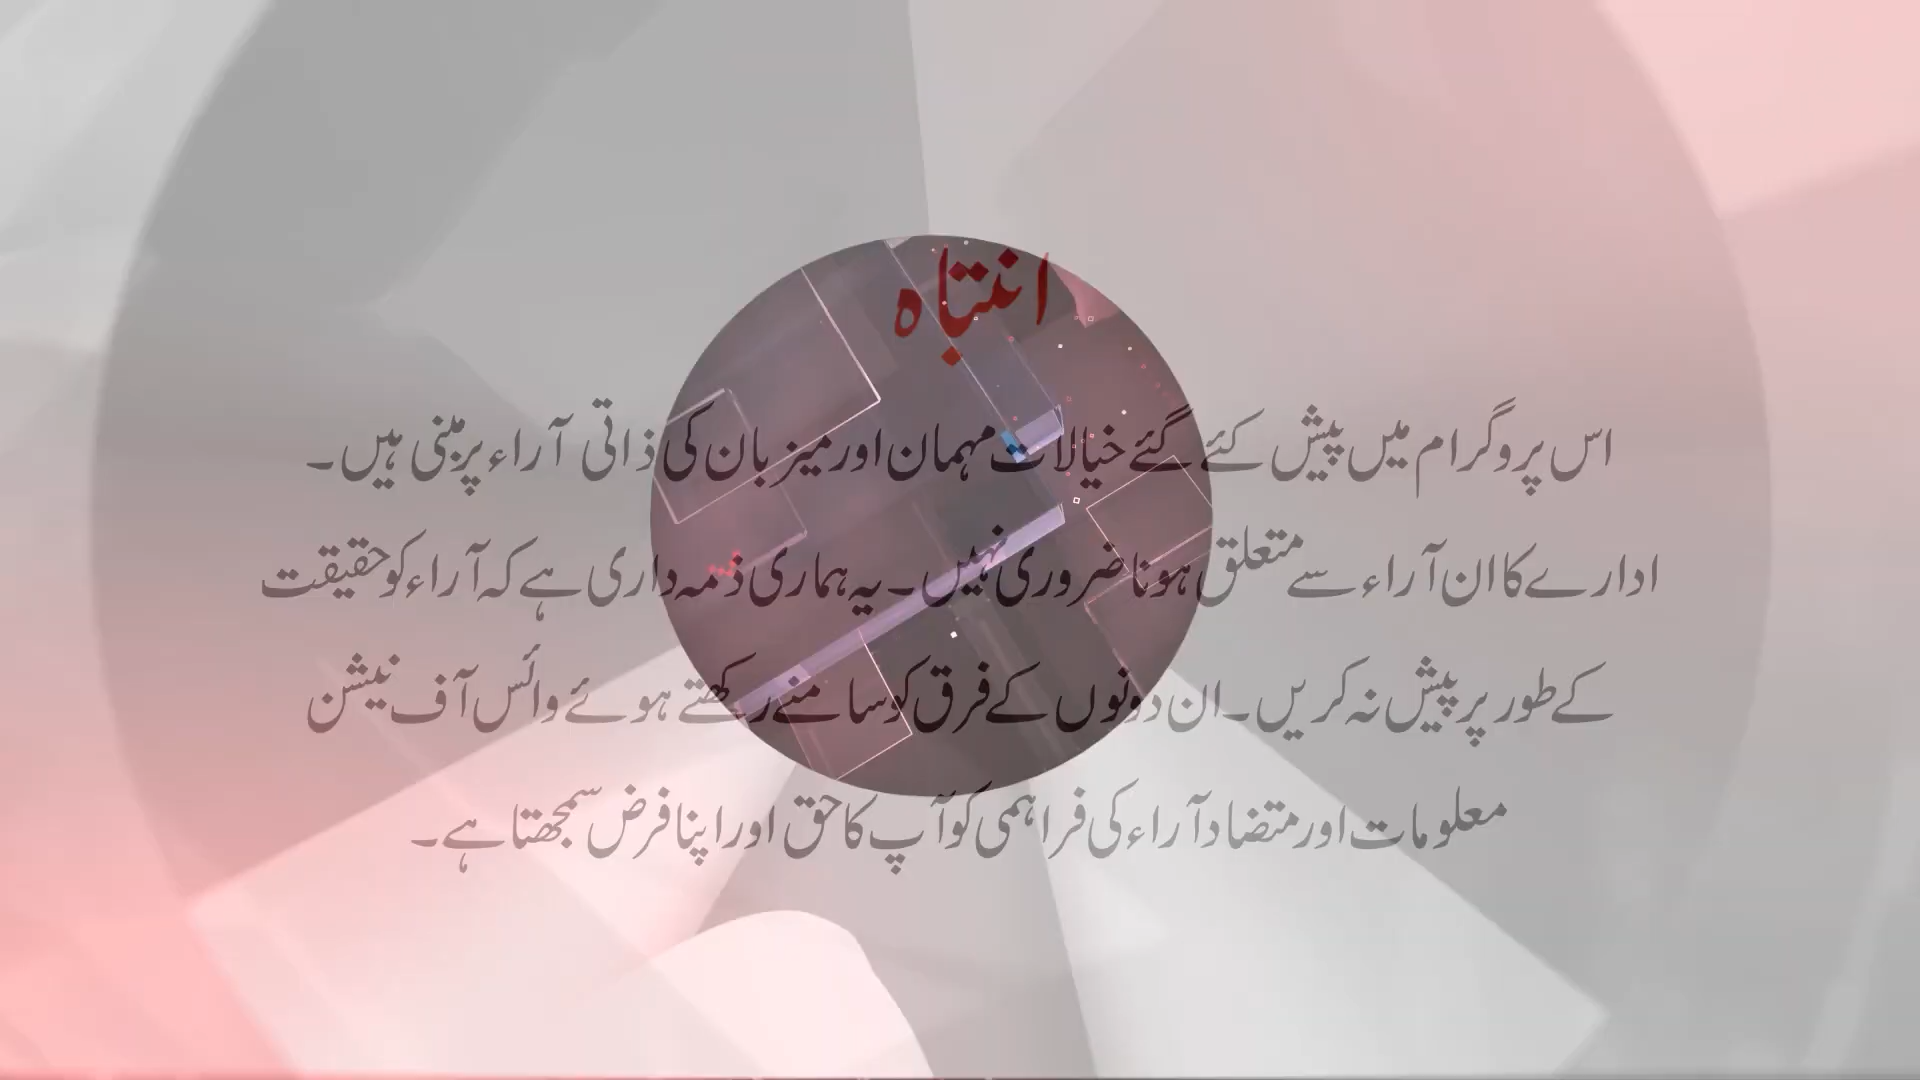 انتباہ
اس پروگرام میں پیش کئے گئے خیالات مہمان اور میزبان کی ذاتی آراء پر مبنی ہیں۔
ادارے کا ان آراء سے متعلق ہونا ضروری نہیں۔ یہ ہماری ذمہ داری ہے کہ آراء کو حقیقت
کے طور پر پیش نہ کریں۔ ان دونوں کے فرق کو سامنے رکھتے ہوئے وائس آف نیشن
معلومات اور متضاد آراء کی فراہمی کو آپ کا حق اور اپنا فرض سمجھتا ہے۔